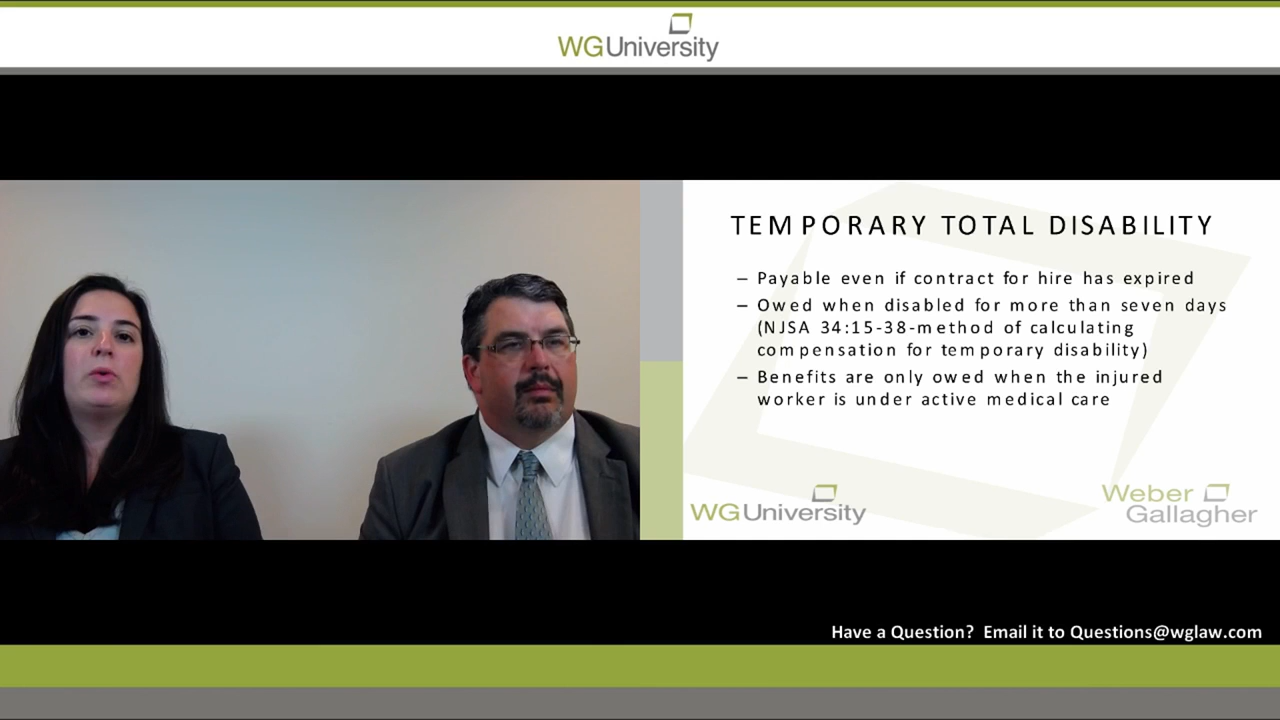 WGUniversity
TEMPORARY TOTAL DISABILITY
– Payable even if contract for hire has expired
– Owed when disabled for more than seven days
(NJSA 34:15-38-method of calculating
compensation for temporary disability)
– Benefits are only owed when the injured
worker is under active medical care
WGUniversity
Weber
Gallagher
Have a Question? Email it to Questions@wglaw.com